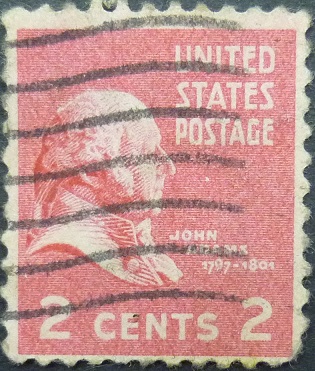 UNITED
STATES
POSTAGE
JOHN
ADAMS
1797-1801
2 CENTS 2